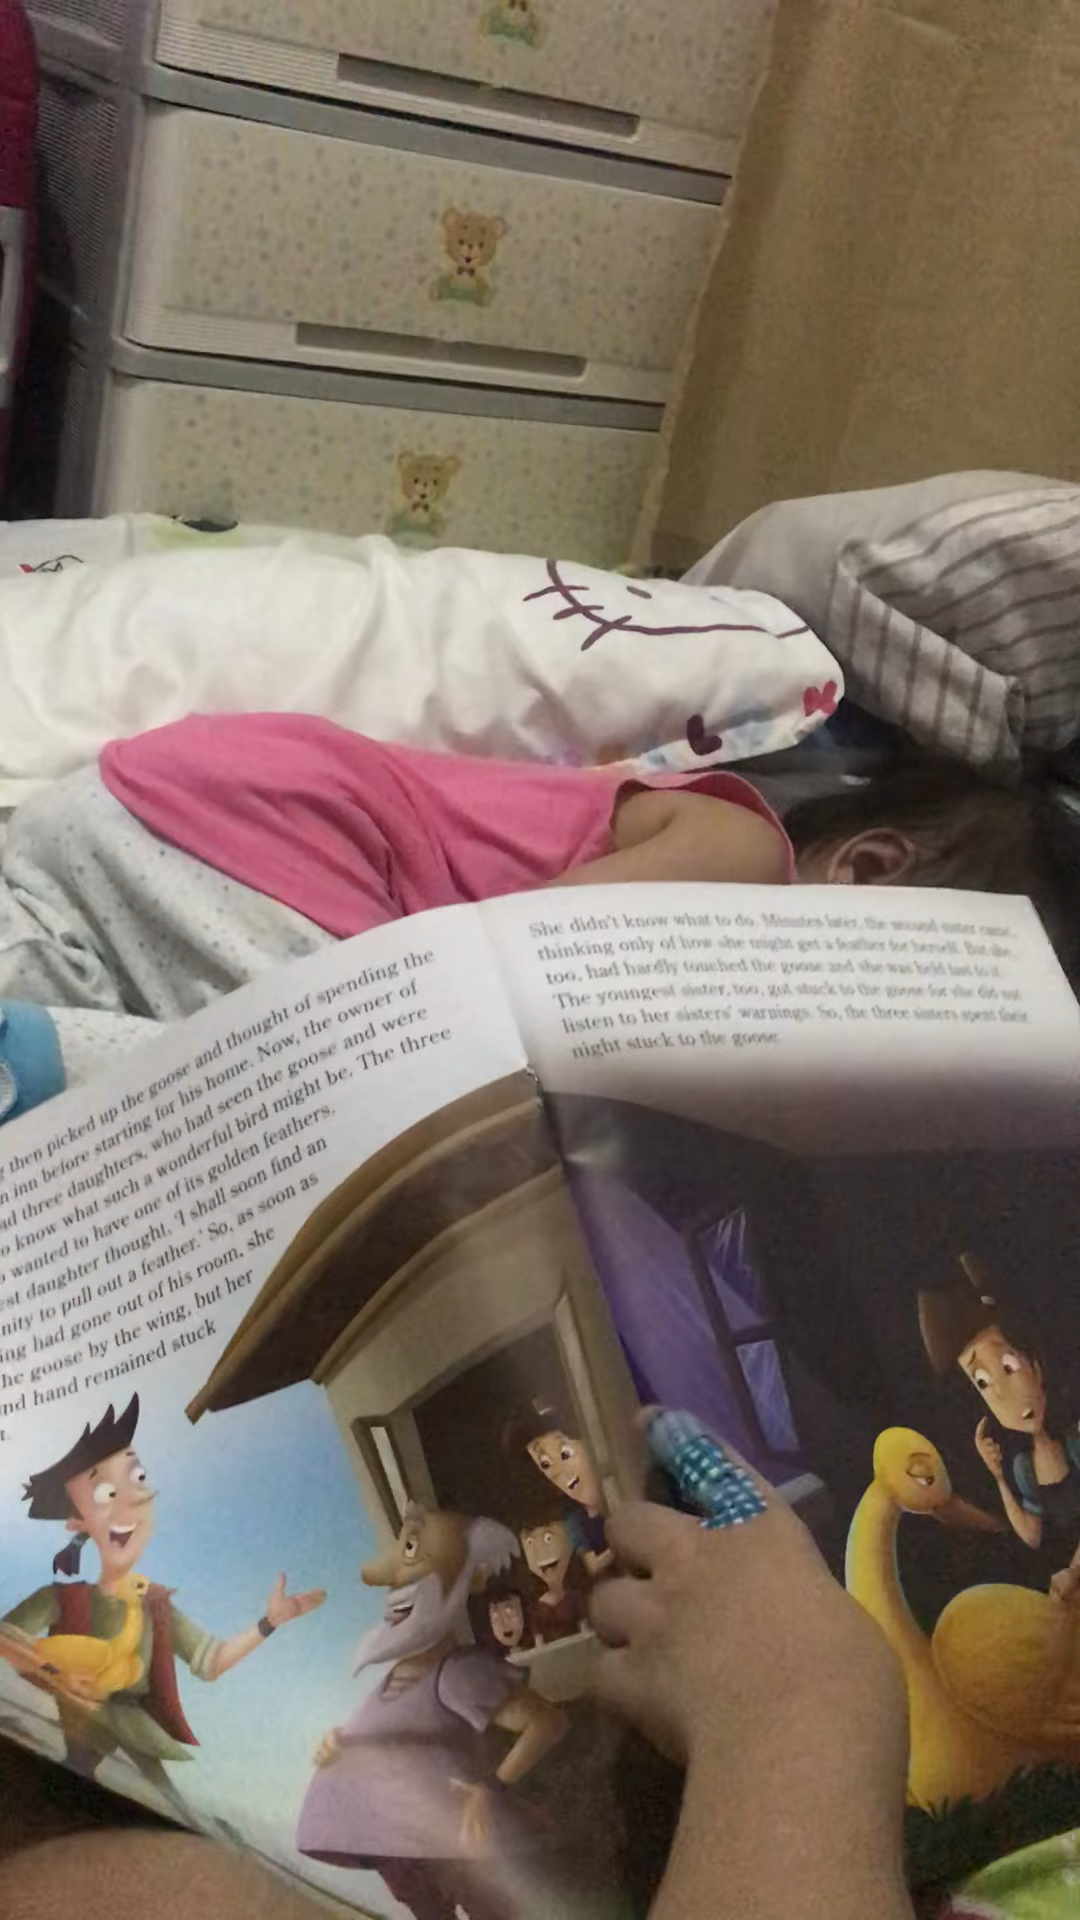 then picked up the goose and thought of spending the
inn before starting for his home. Now, the owner of
three daughters, who had seen the goose and were
know what such a wonderful bird might be. The three
wanted to have one of its golden feathers.
daughter thought, 'I shall soon find an
to pull out a feather.' So, as soon as
had gone out of his room, she
goose by the wing, but her
hand remained stuck
She didn't know what to do. Minutes later, the second sister came,
thinking only of how she might get a feather for herself. But she,
too, had hardly touched the goose and she was held fast to it.
The youngest sister, too, got stuck to the goose for she did not
listen to her sisters' warnings. So, the three sisters spent their
night stuck to the goose.